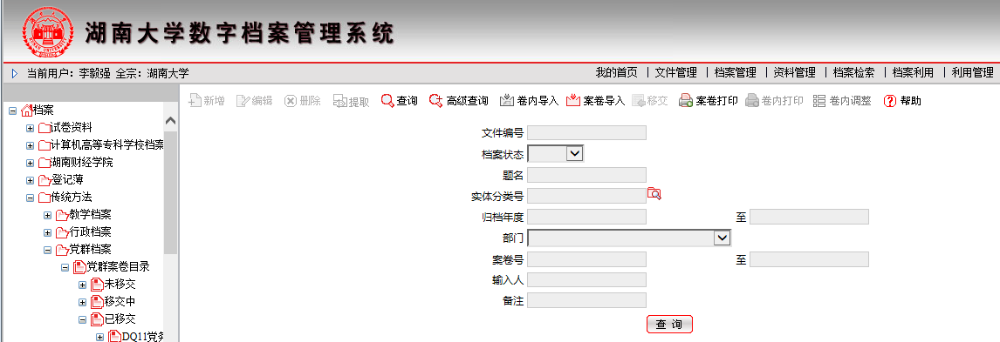 湖南大学数字档案管理系统
当前用户：李毅强 全宗：湖南大学
我的首页 | 文件管理 | 档案管理 | 资料管理 | 档案检索 | 档案利用 | 利用管理
新增 编辑 删除 提取 查询 高级查询 卷内导入 案卷导入 移交 案卷打印 卷内打印 卷内调整 帮助
档案
试卷资料
计算机高等专科学校档案
湖南财经学院
登记薄
传统方法
教学档案
行政档案
党群档案
党群案卷目录
未移交
移交中
已移交
DQ11党务
文件编号
档案状态
题名
实体分类号
归档年度 至
部门
案卷号 至
输入人
备注
查 询